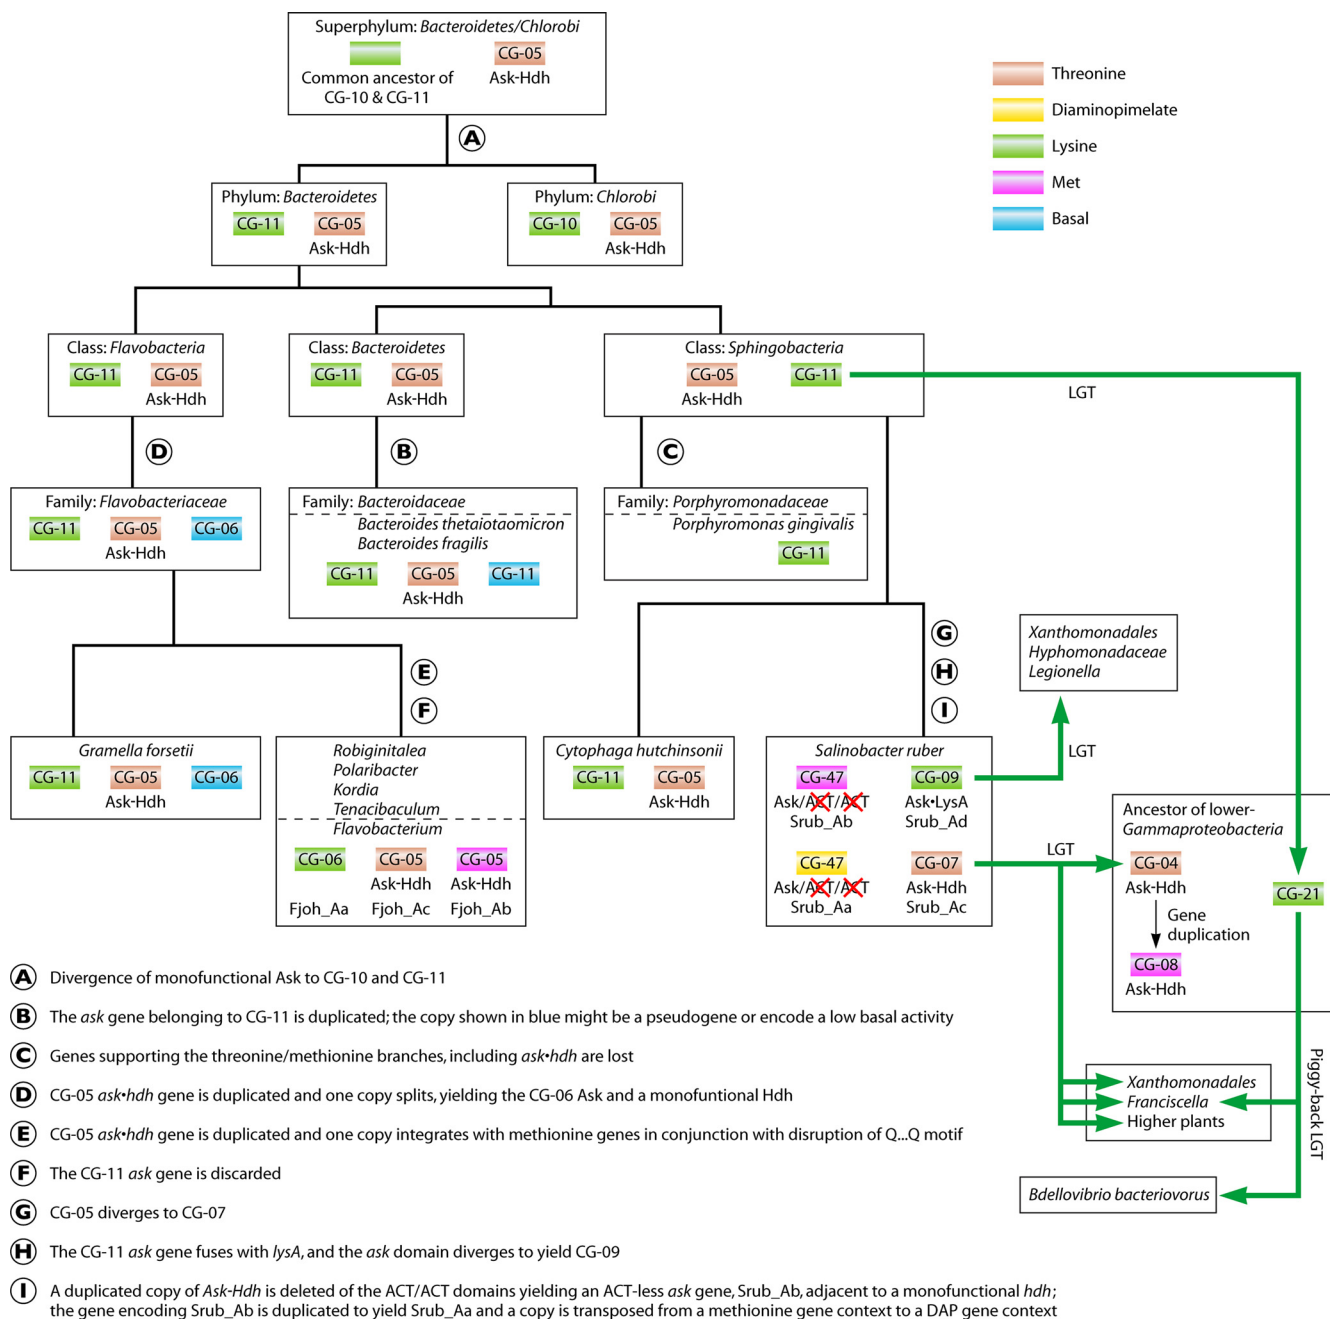 Superphylum: Bacteroidetes/Chlorobi
CG-05
Common ancestor of
CG-10 & CG-11
Ask-Hdh
Threonine
Diaminopimelate
Lysine
Met
Basal
A
Phylum: Bacteroidetes
CG-11
CG-05
Ask-Hdh
Phylum: Chlorobi
CG-10
CG-05
Ask-Hdh
Class: Flavobacteria
CG-11
CG-05
Ask-Hdh
Class: Bacteroidetes
CG-11
CG-05
Ask-Hdh
Class: Sphingobacteria
CG-05
CG-11
Ask-Hdh
LGT
D
B
C
Family: Flavobacteriaceae
CG-11
CG-05
CG-06
Ask-Hdh
Family: Bacteroidaceae
Bacteroides thetaiotaomicron
Bacteroides fragilis
CG-11
CG-05
CG-11
Ask-Hdh
Family: Porphyromonadaceae
Porphyromonas gingivalis
CG-11
E
F
G
H
I
Xanthomonadales
Hyphomonadaceae
Legionella
LGT
Gramella forsetii
CG-11
CG-05
CG-06
Ask-Hdh
Robiginitalea
Polaribacter
Kordia
Tenacibaculum
Flavobacterium
CG-06
CG-05
CG-05
Ask-Hdh
Ask-Hdh
Fjoh_Aa
Fjoh_Ac
Fjoh_Ab
Cytophaga hutchinsonii
CG-11
CG-05
Ask-Hdh
Salinobacter ruber
CG-47
CG-09
Ask/ACT/ACT
Ask•LysA
Srub_Ab
Srub_Ad
CG-47
CG-07
Ask/ACT/ACT
Ask-Hdh
Srub_Aa
Srub_Ac
LGT
Ancestor of lower-
Gammaproteobacteria
CG-04
Ask-Hdh
CG-21
Gene
duplication
CG-08
Ask-Hdh
Piggy-back LGT
Xanthomonadales
Franciscella
Higher plants
Bdellovibrio bacteriovorus
A Divergence of monofunctional Ask to CG-10 and CG-11
B The ask gene belonging to CG-11 is duplicated; the copy shown in blue might be a pseudogene or encode a low basal activity
C Genes supporting the threonine/methionine branches, including ask•hdh are lost
D CG-05 ask•hdh gene is duplicated and one copy splits, yielding the CG-06 Ask and a monofuntional Hdh
E CG-05 ask•hdh gene is duplicated and one copy integrates with methionine genes in conjunction with disruption of Q...Q motif
F The CG-11 ask gene is discarded
G CG-05 diverges to CG-07
H The CG-11 ask gene fuses with lysA, and the ask domain diverges to yield CG-09
I A duplicated copy of Ask-Hdh is deleted of the ACT/ACT domains yielding an ACT-less ask gene, Srub_Ab, adjacent to a monofunctional hdh;
the gene encoding Srub_Ab is duplicated to yield Srub_Aa and a copy is transposed from a methionine gene context to a DAP gene context